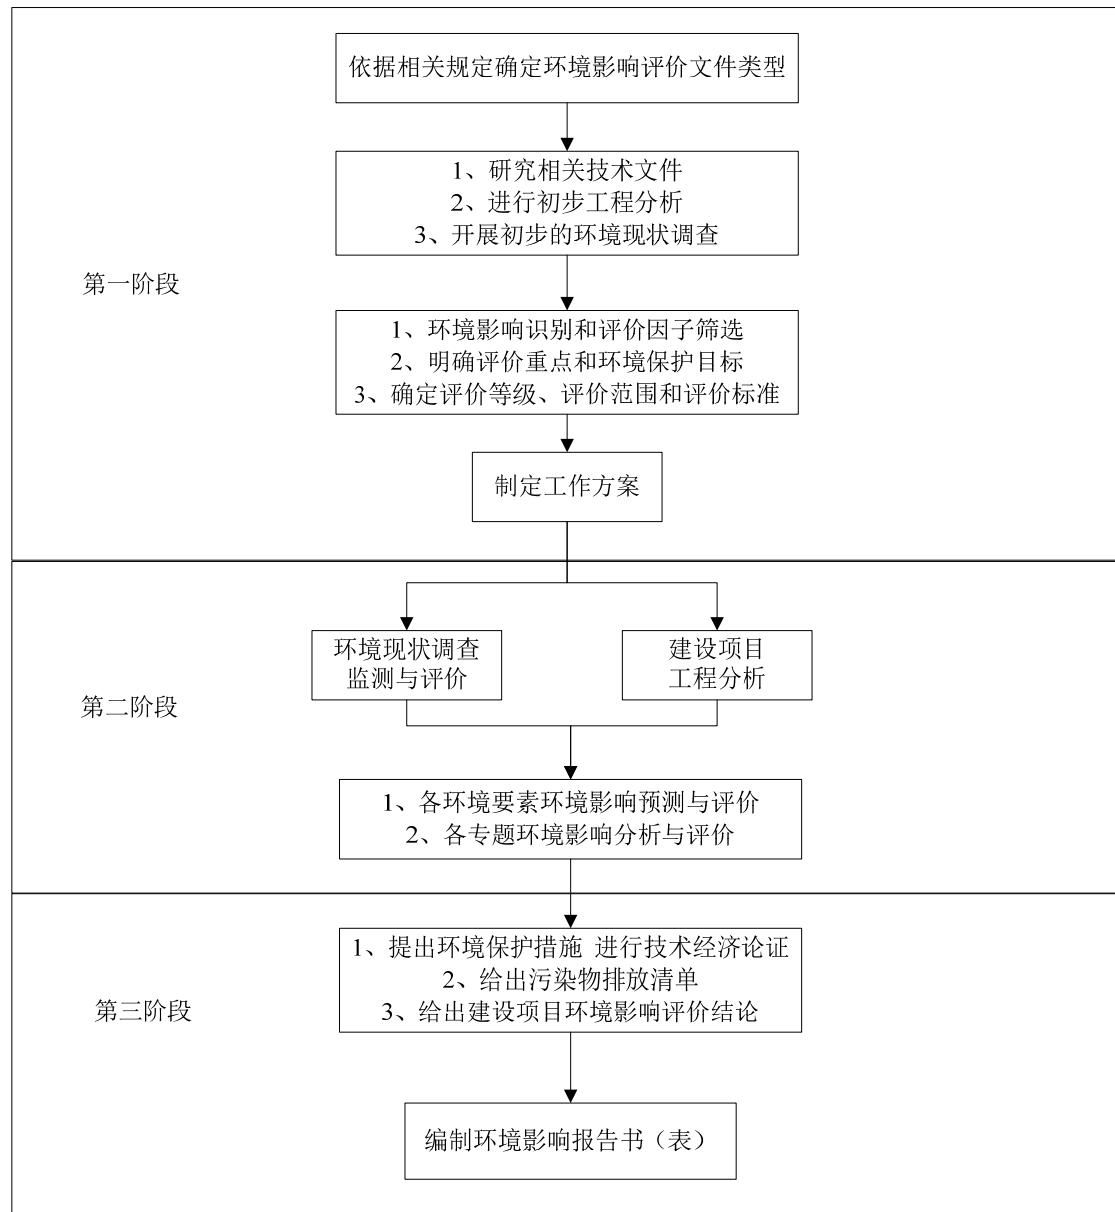 依据相关规定确定环境影响评价文件类型
1、研究相关技术文件
2、进行初步工程分析
3、开展初步的环境现状调查
第一阶段
1、环境影响识别和评价因子筛选
2、明确评价重点和环境保护目标
3、确定评价等级、评价范围和评价标准
制定工作方案
环境现状调查
监测与评价
建设项目
工程分析
第二阶段
1、各环境要素环境影响预测与评价
2、各专题环境影响分析与评价
1、提出环境保护措施 进行技术经济论证
2、给出污染物排放清单
3、给出建设项目环境影响评价结论
第三阶段
编制环境影响报告书（表）